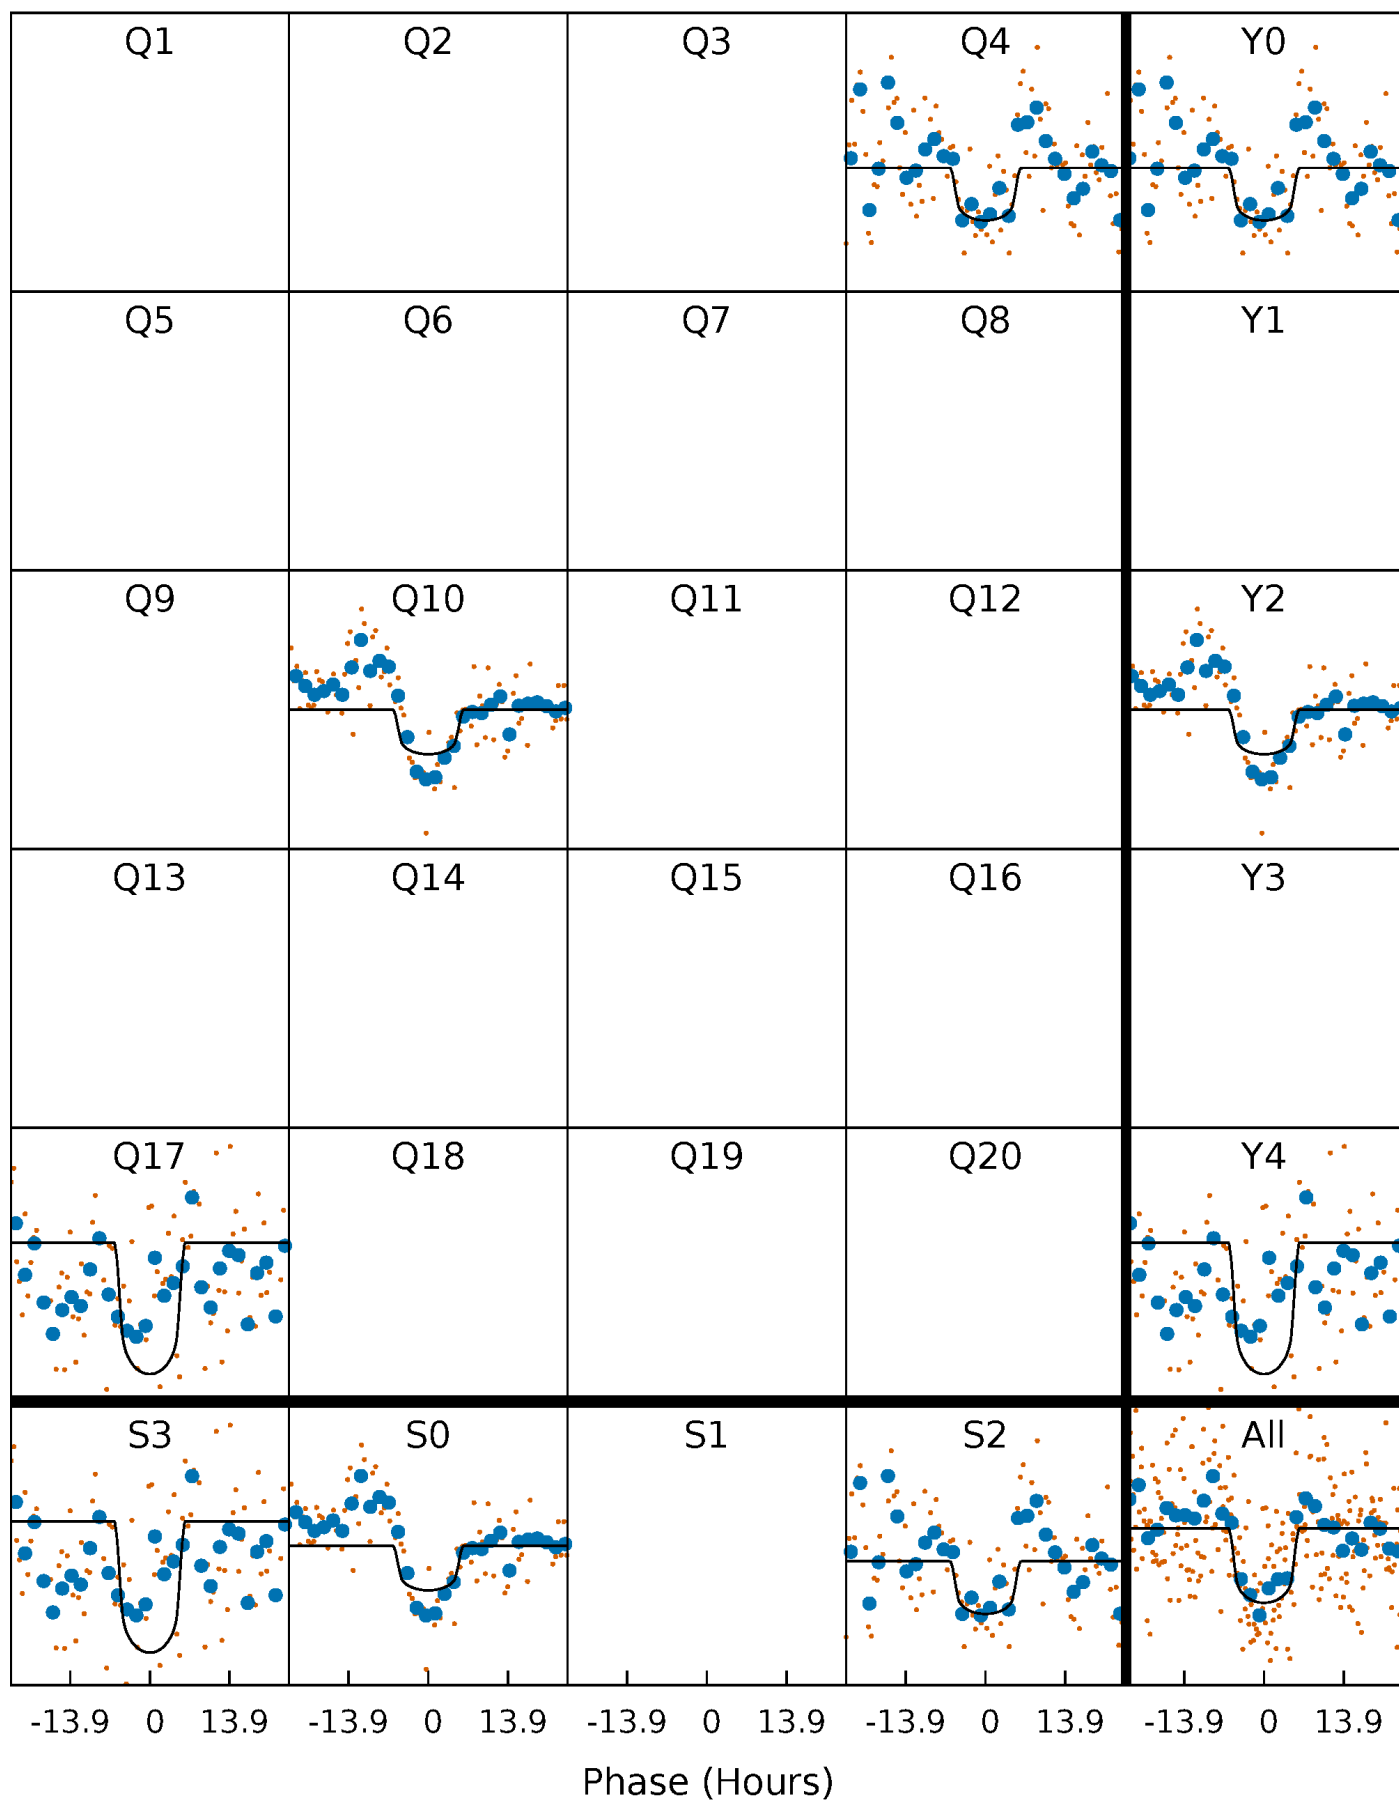 Q1 Q2 Q3 Q4 Y0
Q5 Q6 Q7 Q8 Y1
Q9 Q10 Q11 Q12 Y2
Q13 Q14 Q15 Q16 Y3
Q17 Q18 Q19 Q20 Y4
S3 S0 S1 S2 All
-13.9 0 13.9 -13.9 0 13.9 -13.9 0 13.9 -13.9 0 13.9 -13.9 0 13.9
Phase (Hours)